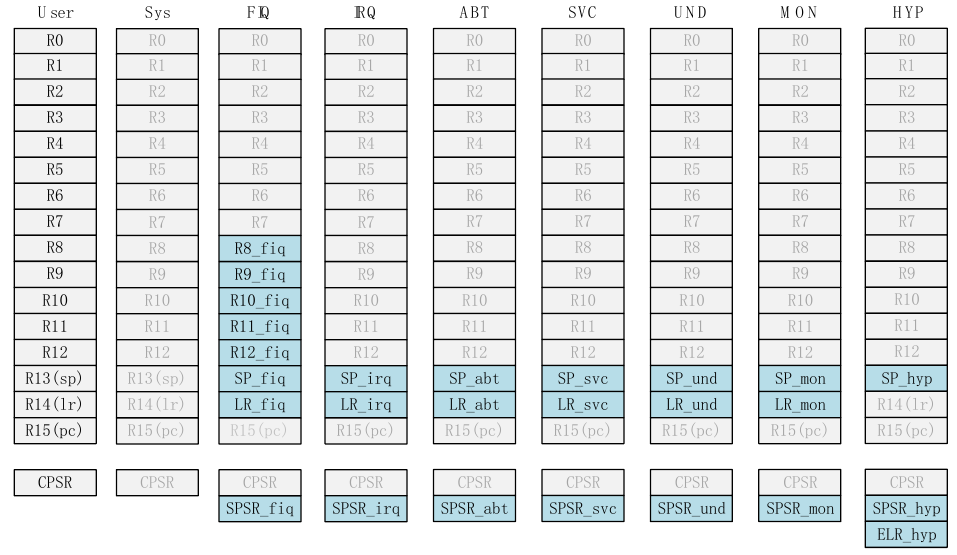 User Sys FIQ IRQ ABT SVC UND MON HYP
R0 R0 R0 R0 R0 R0 R0 R0 R0
R1 R1 R1 R1 R1 R1 R1 R1 R1
R2 R2 R2 R2 R2 R2 R2 R2 R2
R3 R3 R3 R3 R3 R3 R3 R3 R3
R4 R4 R4 R4 R4 R4 R4 R4 R4
R5 R5 R5 R5 R5 R5 R5 R5 R5
R6 R6 R6 R6 R6 R6 R6 R6 R6
R7 R7 R7 R7 R7 R7 R7 R7 R7
R8 R8 R8_fiq R8 R8 R8 R8 R8 R8
R9 R9 R9_fiq R9 R9 R9 R9 R9 R9
R10 R10 R10_fiq R10 R10 R10 R10 R10 R10
R11 R11 R11_fiq R11 R11 R11 R11 R11 R11
R12 R12 R12_fiq R12 R12 R12 R12 R12 R12
R13(sp) R13(sp) SP_fiq SP_irq SP_abt SP_svc SP_und SP_mon SP_hyp
R14(lr) R14(lr) LR_fiq LR_irq LR_abt LR_svc LR_und LR_mon R14(lr)
R15(pc) R15(pc) R15(pc) R15(pc) R15(pc) R15(pc) R15(pc) R15(pc) R15(pc)
CPSR CPSR CPSR CPSR CPSR CPSR CPSR CPSR CPSR
SPSR_fiq SPSR_irq SPSR_abt SPSR_svc SPSR_und SPSR_mon SPSR_hyp
ELR_hyp